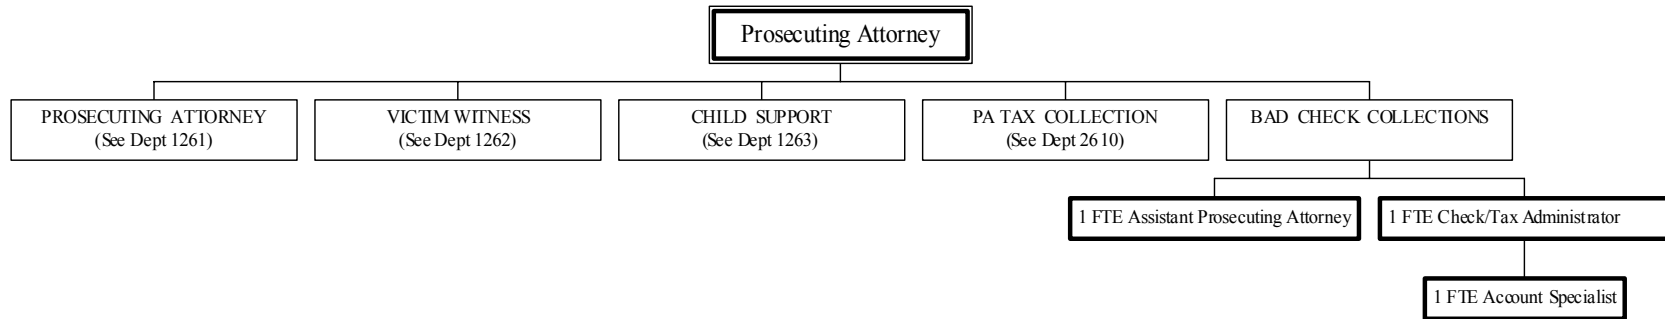 Prosecuting Attorney
PROSECUTING ATTORNEY
(See Dept 1261)
VICTIM WITNESS
(See Dept 1262)
CHILD SUPPORT
(See Dept 1263)
PA TAX COLLECTION
(See Dept 2610)
BAD CHECK COLLECTIONS
1 FTE Assistant Prosecuting Attorney
1 FTE Check/Tax Administrator
1 FTE Account Specialist